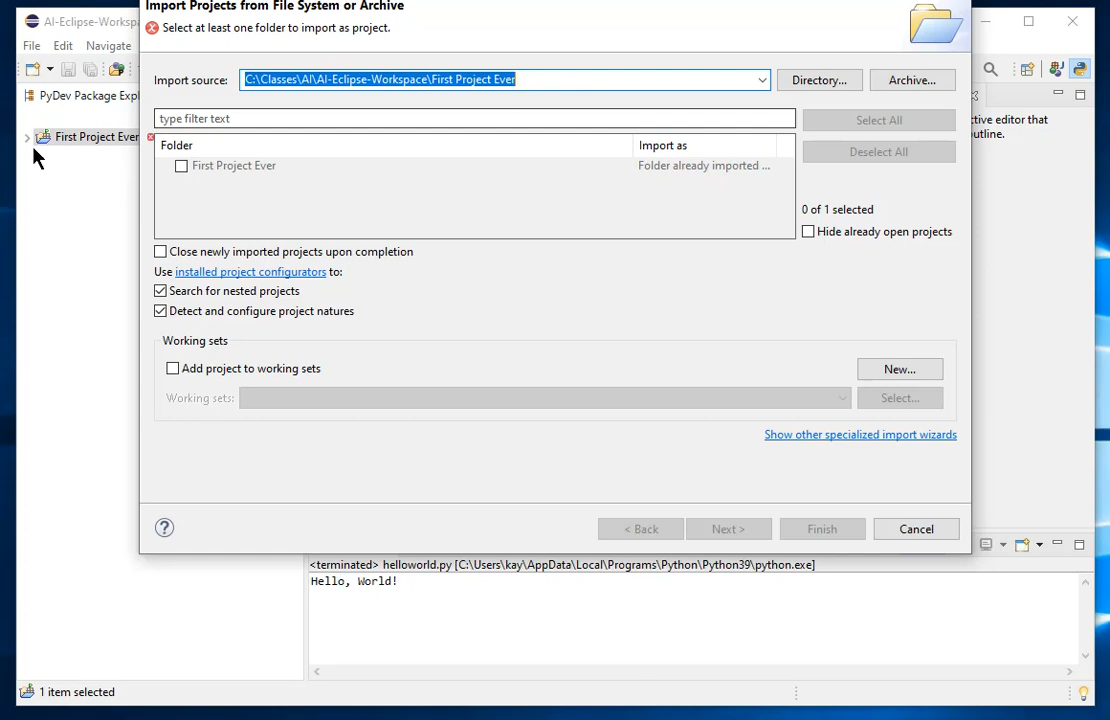 Import Projects from File System or Archive
AI-Eclipse-Workspa
Select at least one folder to import as project.
File Edit Navigate
Import source: C:\Classes\AI\AI-Eclipse-Workspace\First Project Ever Directory... Archive...
PyDev Package Expl
type filter text Select All
ctive editor that
utline.
First Project Ever
Folder Import as Deselect All
First Project Ever Folder already imported ...
0 of 1 selected
Hide already open projects
Close newly imported projects upon completion
Use installed project configurators to:
Search for nested projects
Detect and configure project natures
Working sets
Add project to working sets New...
Working sets: Select...
Show other specialized import wizards
? < Back Next > Finish Cancel
<terminated> helloworld.py [C:\Users\kay\AppData\Local\Programs\Python\Python39\python.exe]
Hello, World!
1 item selected